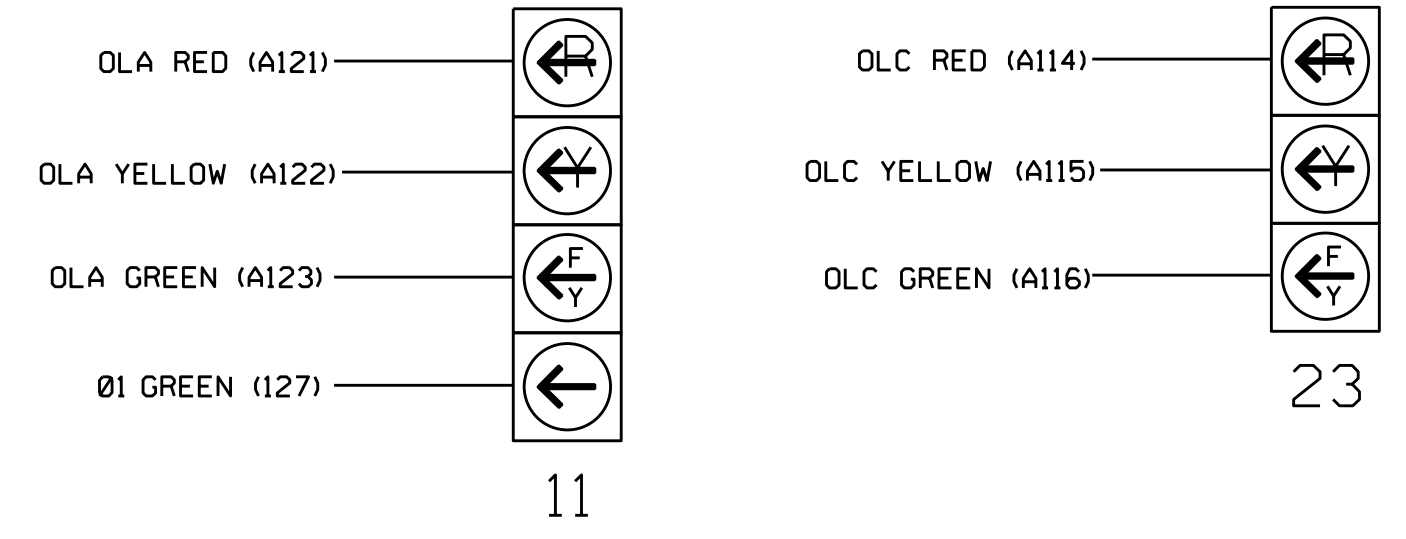 OLA RED (A121)
R
OLA YELLOW (A122)
Y
OLA GREEN (A123)
F
Y
Ø1 GREEN (127)
11
OLC RED (A114)
R
OLC YELLOW (A115)
Y
OLC GREEN (A116)
F
Y
23